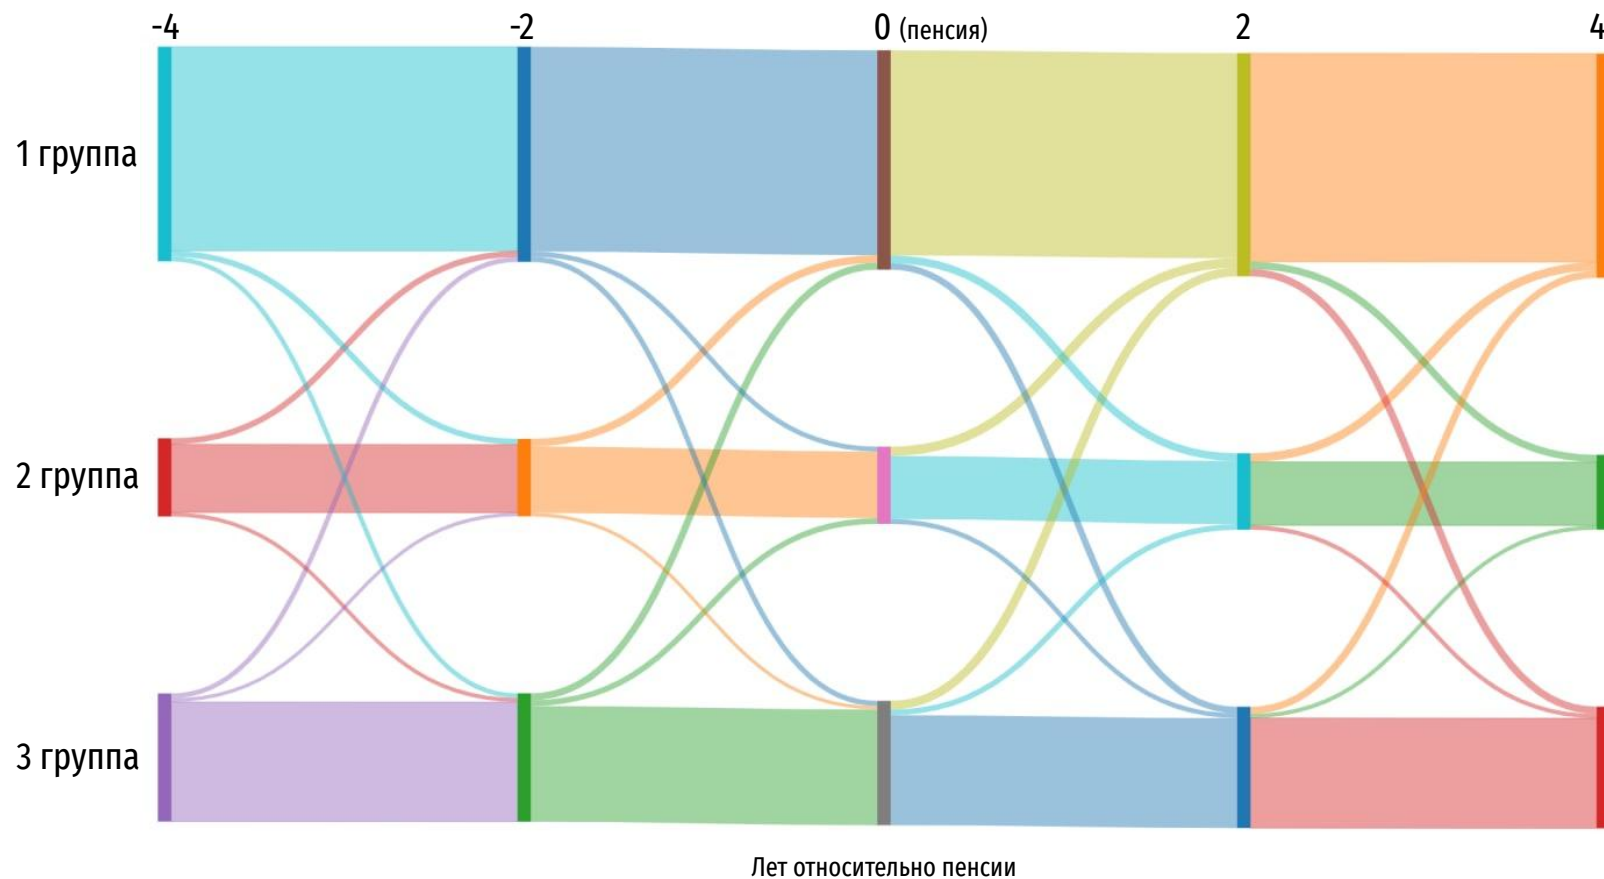 -4 -2 0 (пенсия) 2 4
1 группа
2 группа
3 группа
Лет относительно пенсии